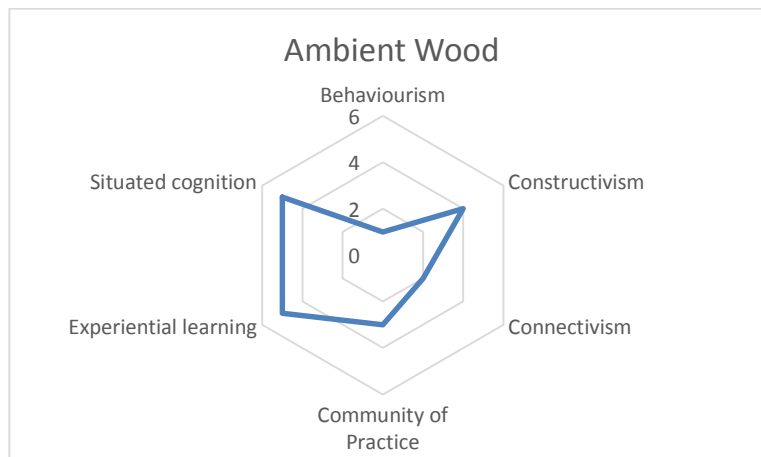 Ambient Wood
Behaviourism
6
4
2
0
Situated cognition
Constructivism
Experiential learning
Connectivism
Community of
Practice